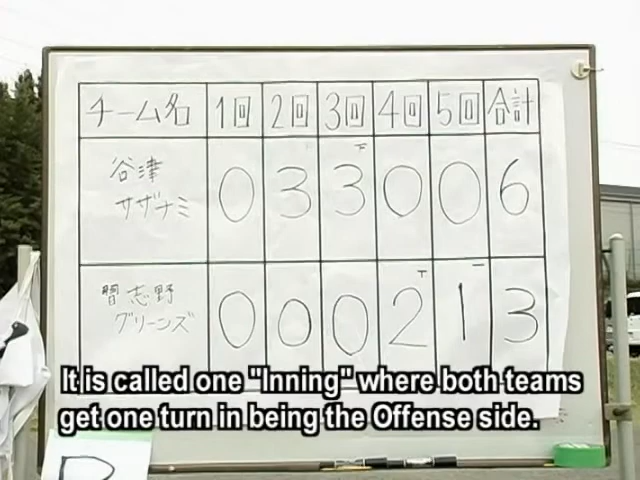 チーム名 1回 2回 3回 4回 5回 合計
谷津
サザナミ 0 3 3 0 0 6
習志野
グリーンズ 0 0 0 2 1 3
It is called one "Inning" where both teams
get one turn in being the Offense side.